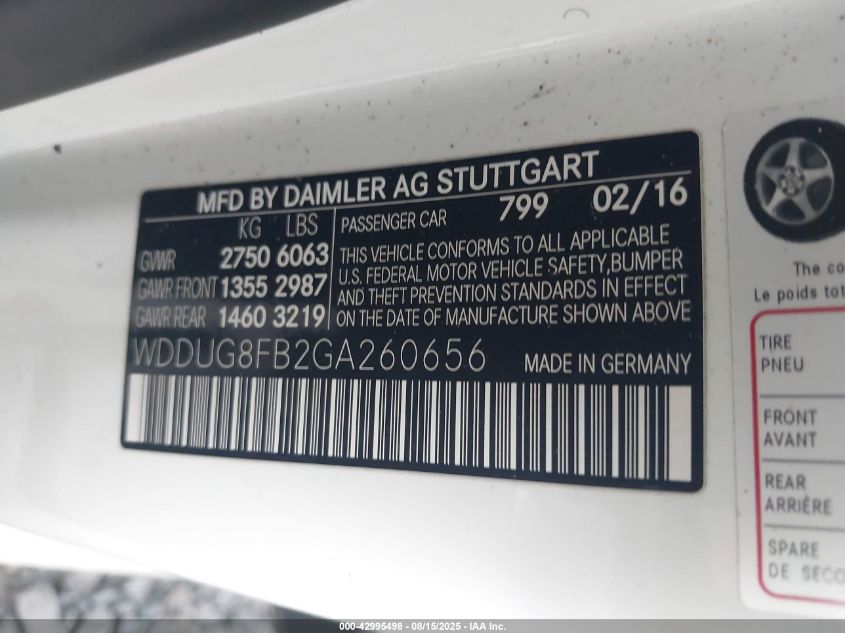 MFD BY DAIMLER AG STUTTGART
KG LBS
GVWR 2750 6063
GAWR FRONT 1355 2987
GAWR REAR 1460 3219
PASSENGER CAR 799 02/16
THIS VEHICLE CONFORMS TO ALL APPLICABLE
U.S. FEDERAL MOTOR VEHICLE SAFETY,BUMPER
AND THEFT PREVENTION STANDARDS IN EFFECT
ON THE DATE OF MANUFACTURE SHOWN ABOVE
WDDUG8FB2GA260656 MADE IN GERMANY
The co
Le poids tot
TIRE
PNEU
FRONT
AVANT
REAR
ARRIÈRE
SPARE
DE SECO
000-42995498 - 08/15/2025 - IAA Inc.